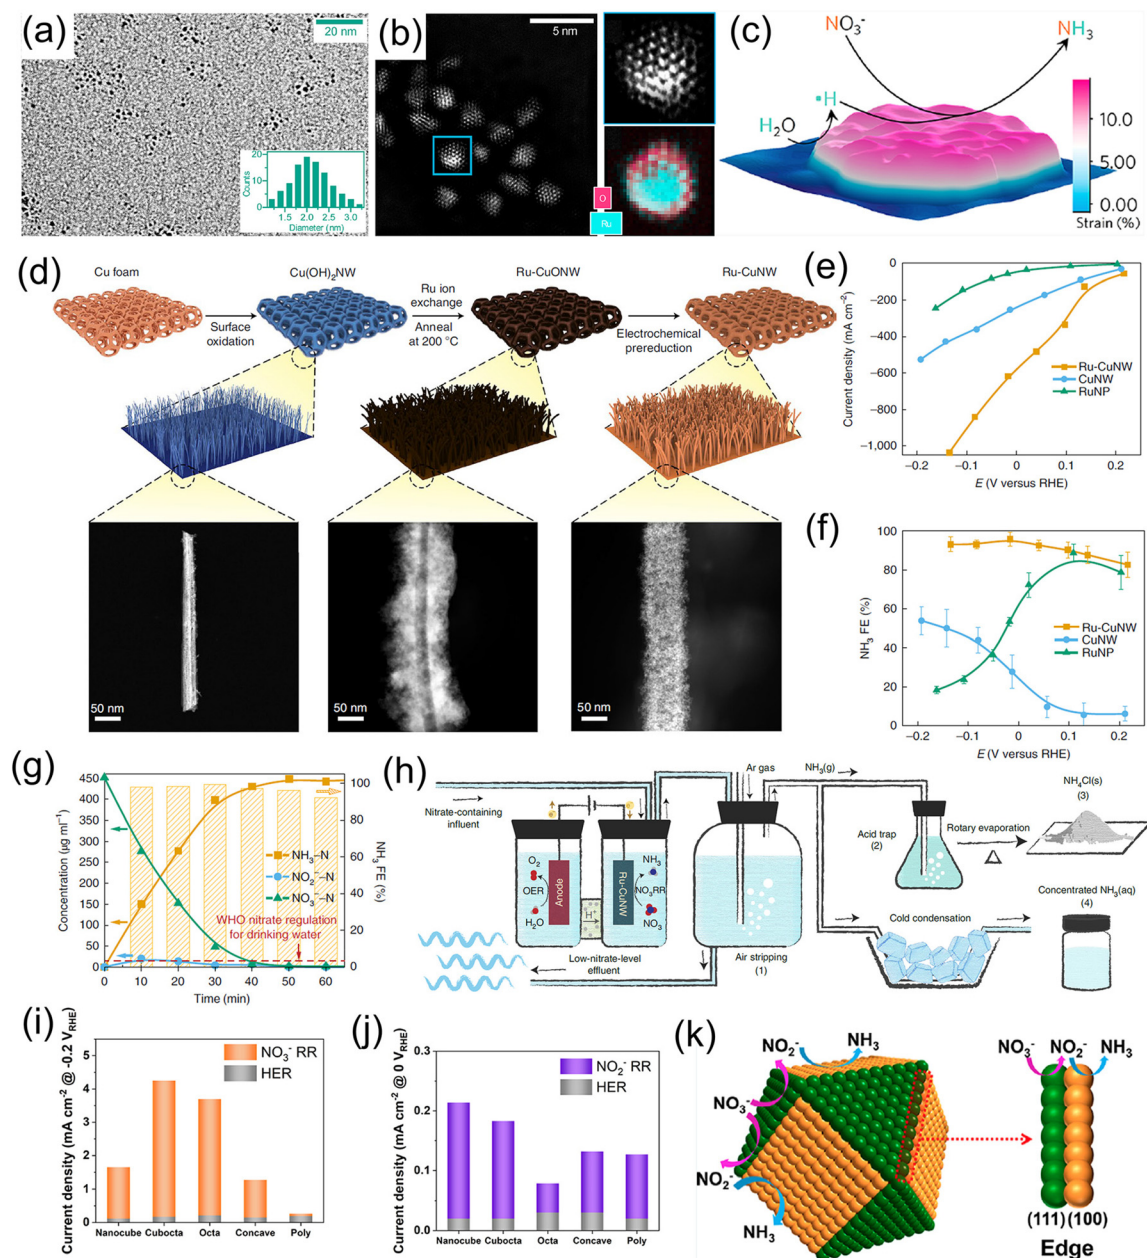 (a)
20 nm
20
10
0
Counts
1.5 2.0 2.5 3.0
Diameter (nm)
(b)
5 nm
O
Ru
(c)
NO₃⁻
NH₃
•H
H₂O
10.0
5.00
0.00
Strain (%)
(d)
Cu foam
Surface
oxidation
Cu(OH)₂NW
Ru ion
exchange
Anneal
at 200 °C
Ru-CuONW
Electrochemical
prereduction
Ru-CuNW
50 nm
50 nm
50 nm
(e)
Current density (mA cm⁻²)
0
−200
−400
−600
−800
−1,000
Ru-CuNW
CuNW
RuNP
−0.2 −0.1 0 0.1 0.2
E (V versus RHE)
(f)
NH₃ FE (%)
100
80
60
40
20
0
Ru-CuNW
CuNW
RuNP
−0.2 −0.1 0 0.1 0.2
E (V versus RHE)
(g)
Concentration (µg ml⁻¹)
450
400
350
300
250
200
150
100
50
0
NH₃–N
NO₂⁻–N
NO₃⁻–N
WHO nitrate regulation
for drinking water
0 10 20 30 40 50 60
Time (min)
100
80
60
40
20
0
NH₃ FE (%)
(h)
Nitrate-containing
influent
O₂
OER
H₂O
Anode
H⁺
Ru-CuNW
NH₃
NO₃RR
NO₃
Low-nitrate-level
effluent
Ar gas
NH₃(g)
Air stripping
(1)
Acid trap
(2)
Rotary evaporation
NH₄Cl(s)
(3)
Cold condensation
Concentrated NH₃(aq)
(4)
(i)
Current density (mA cm⁻² @ -0.2 V_RHE)
5
4
3
2
1
0
NO₃⁻ RR
HER
Nanocube Cubocta Octa Concave Poly
(j)
Current density (mA cm⁻² @ 0 V_RHE)
0.3
0.2
0.1
0.0
NO₂⁻ RR
HER
Nanocube Cubocta Octa Concave Poly
(k)
NO₂⁻
NH₃
NO₃⁻
NO₂⁻
NH₃
NO₃⁻ NO₂⁻ NH₃
(111) (100)
Edge